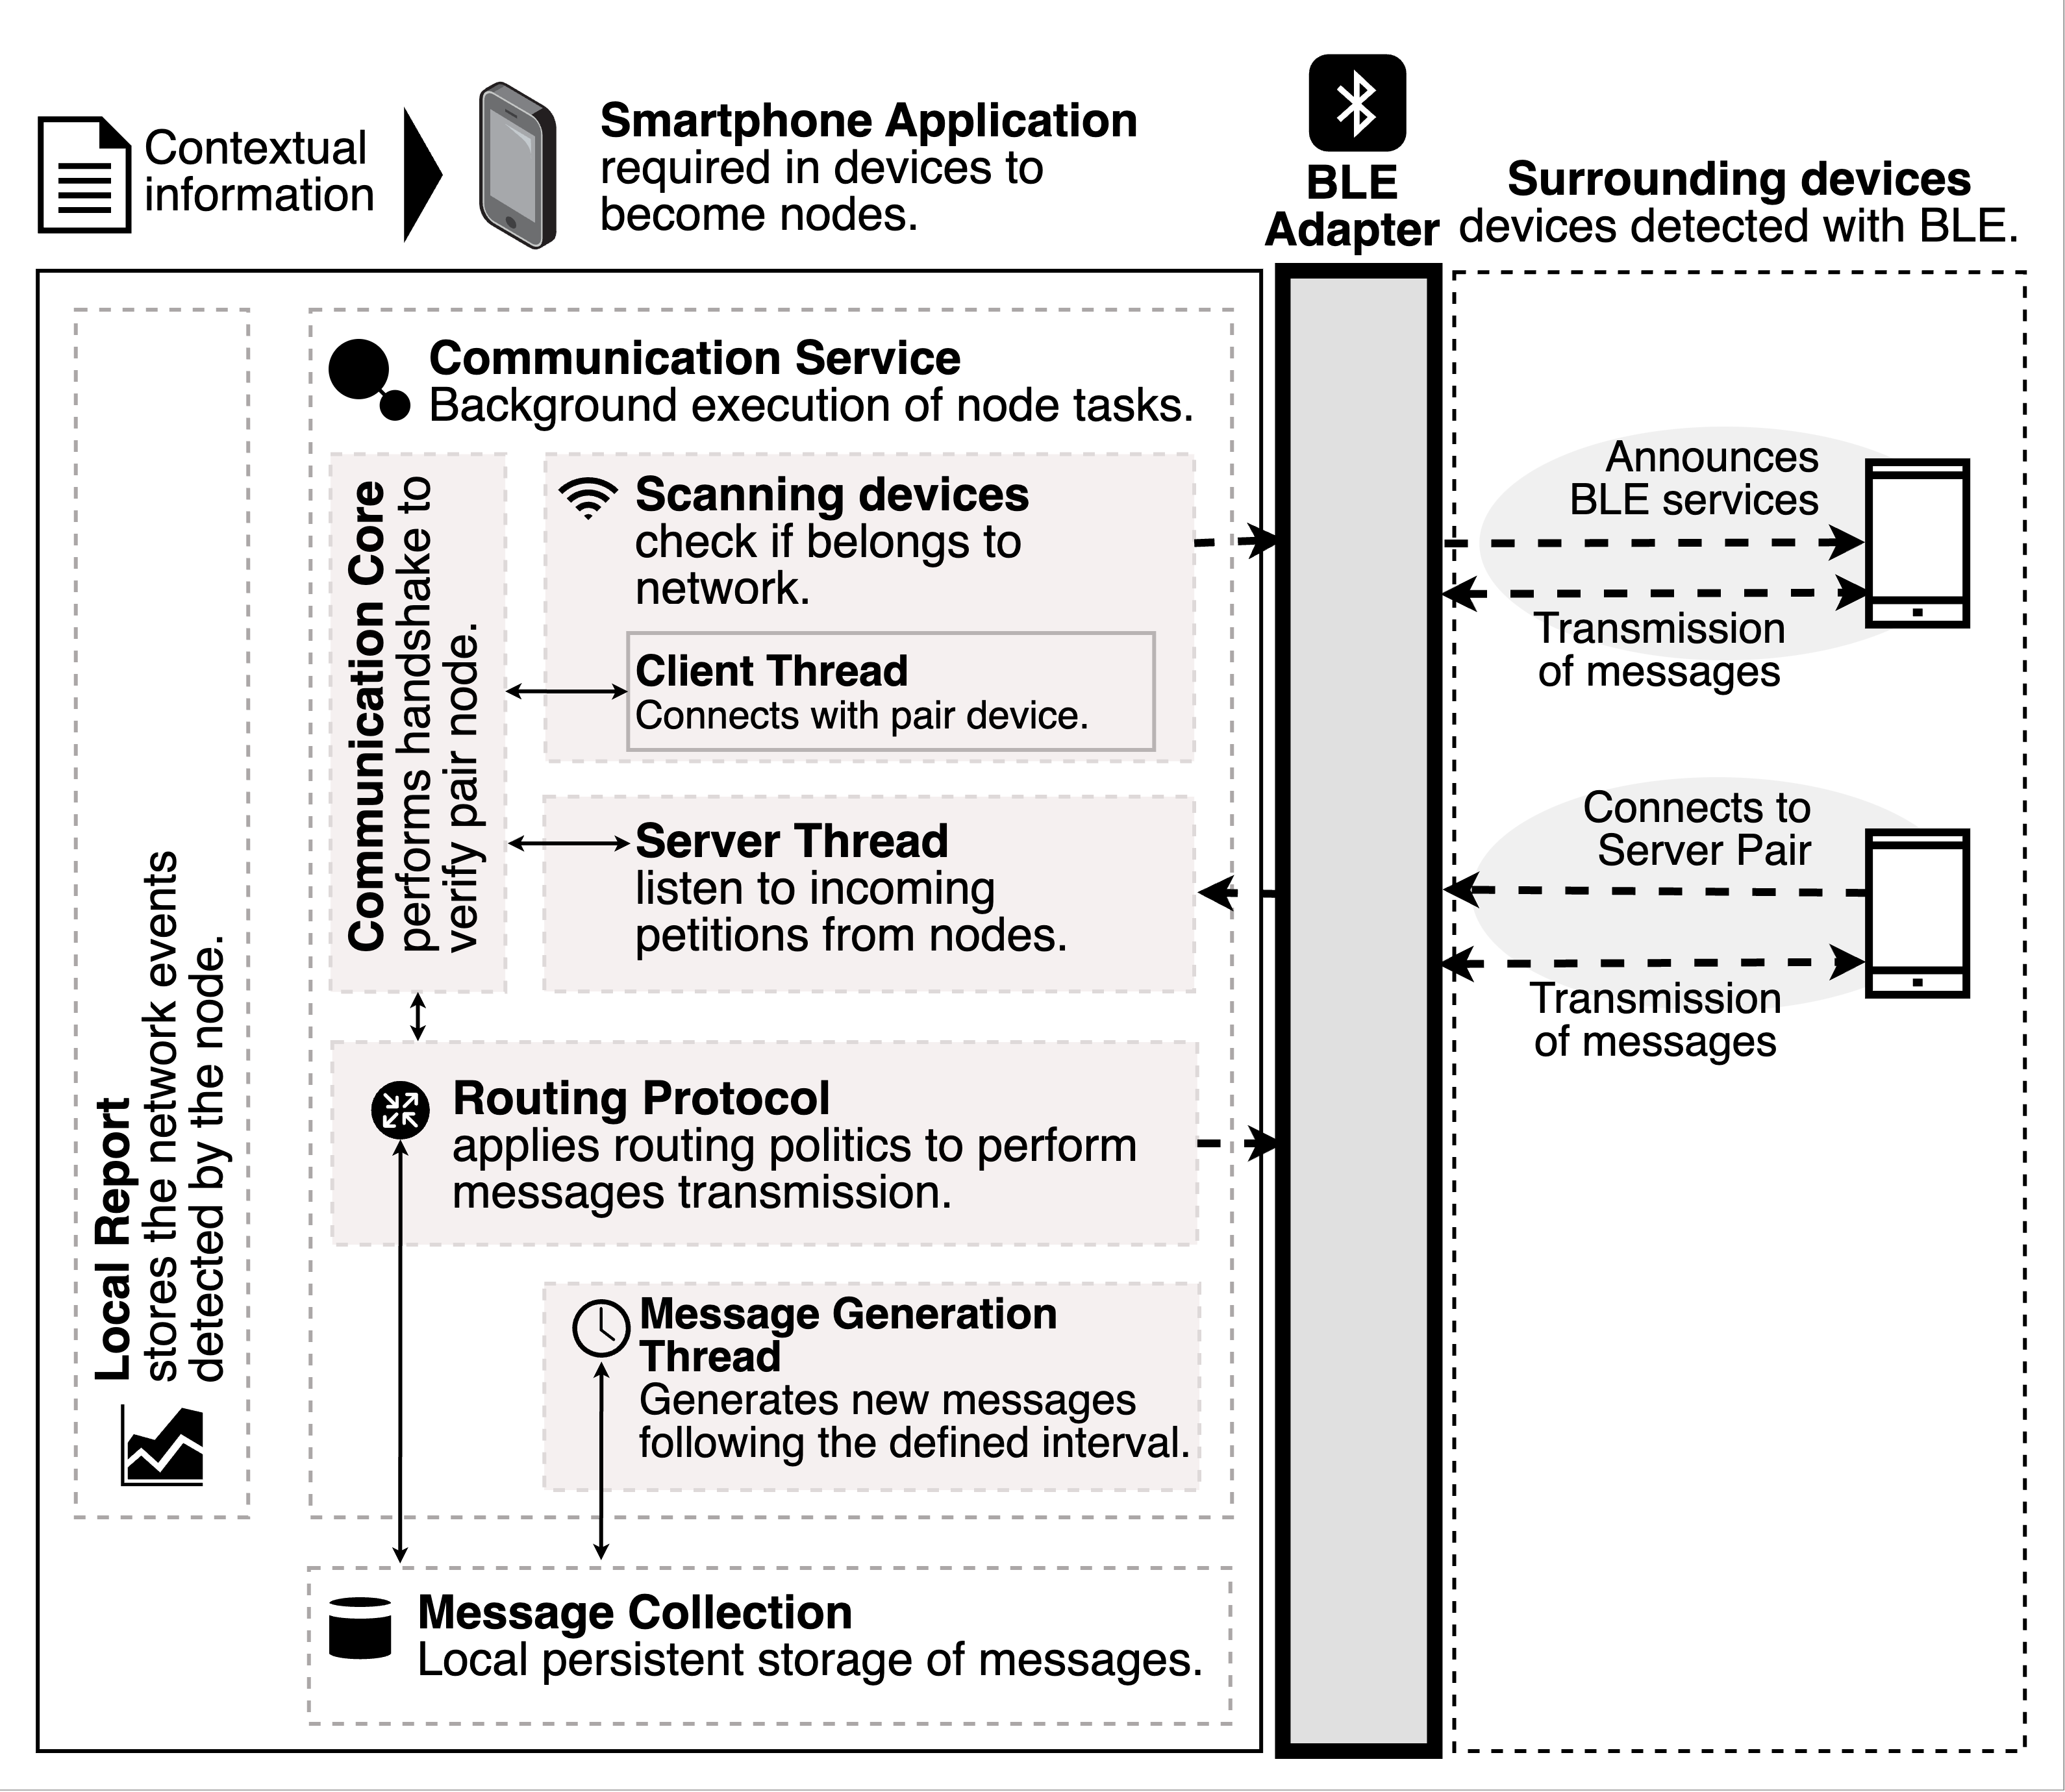 Contextual
information
Smartphone Application
required in devices to
become nodes.
BLE
Adapter
Surrounding devices
devices detected with BLE.
Local Report
stores the network events
detected by the node.
Communication Service
Background execution of node tasks.
Communication Core
performs handshake to
verify pair node.
Scanning devices
check if belongs to
network.
Client Thread
Connects with pair device.
Server Thread
listen to incoming
petitions from nodes.
Routing Protocol
applies routing politics to perform
messages transmission.
Message Generation
Thread
Generates new messages
following the defined interval.
Message Collection
Local persistent storage of messages.
Announces
BLE services
Transmission
of messages
Connects to
Server Pair
Transmission
of messages